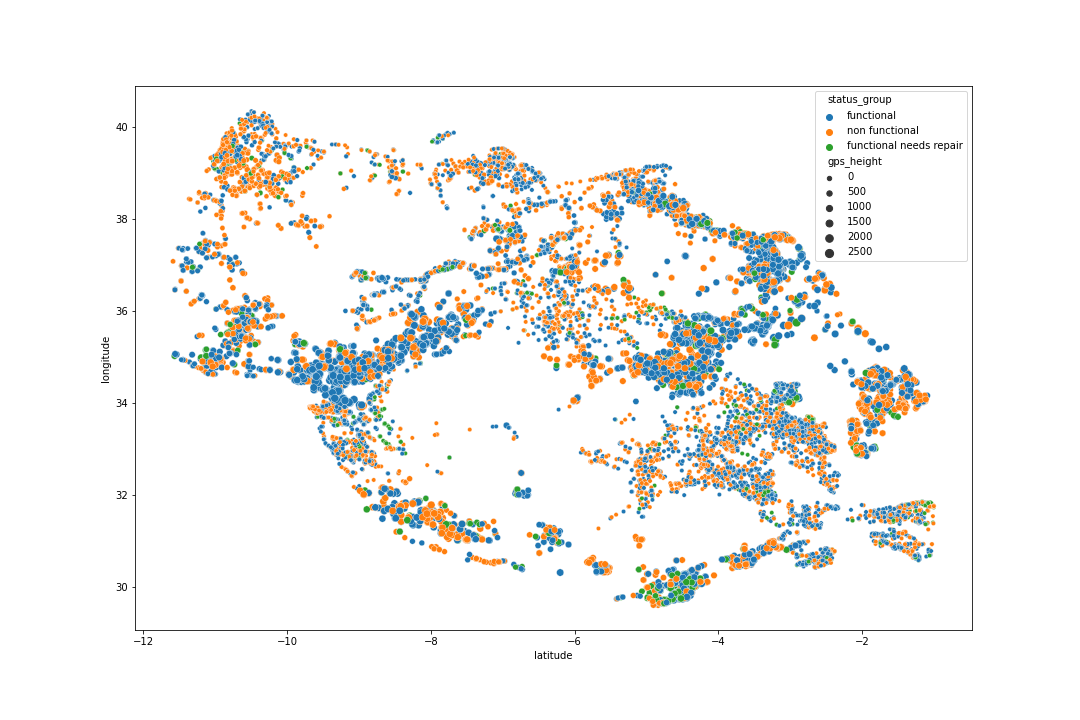 status_group
functional
non functional
functional needs repair
gps_height
0
500
1000
1500
2000
2500
40
38
36
34
32
30
longitude
−12
−10
−8
−6
−4
−2
latitude